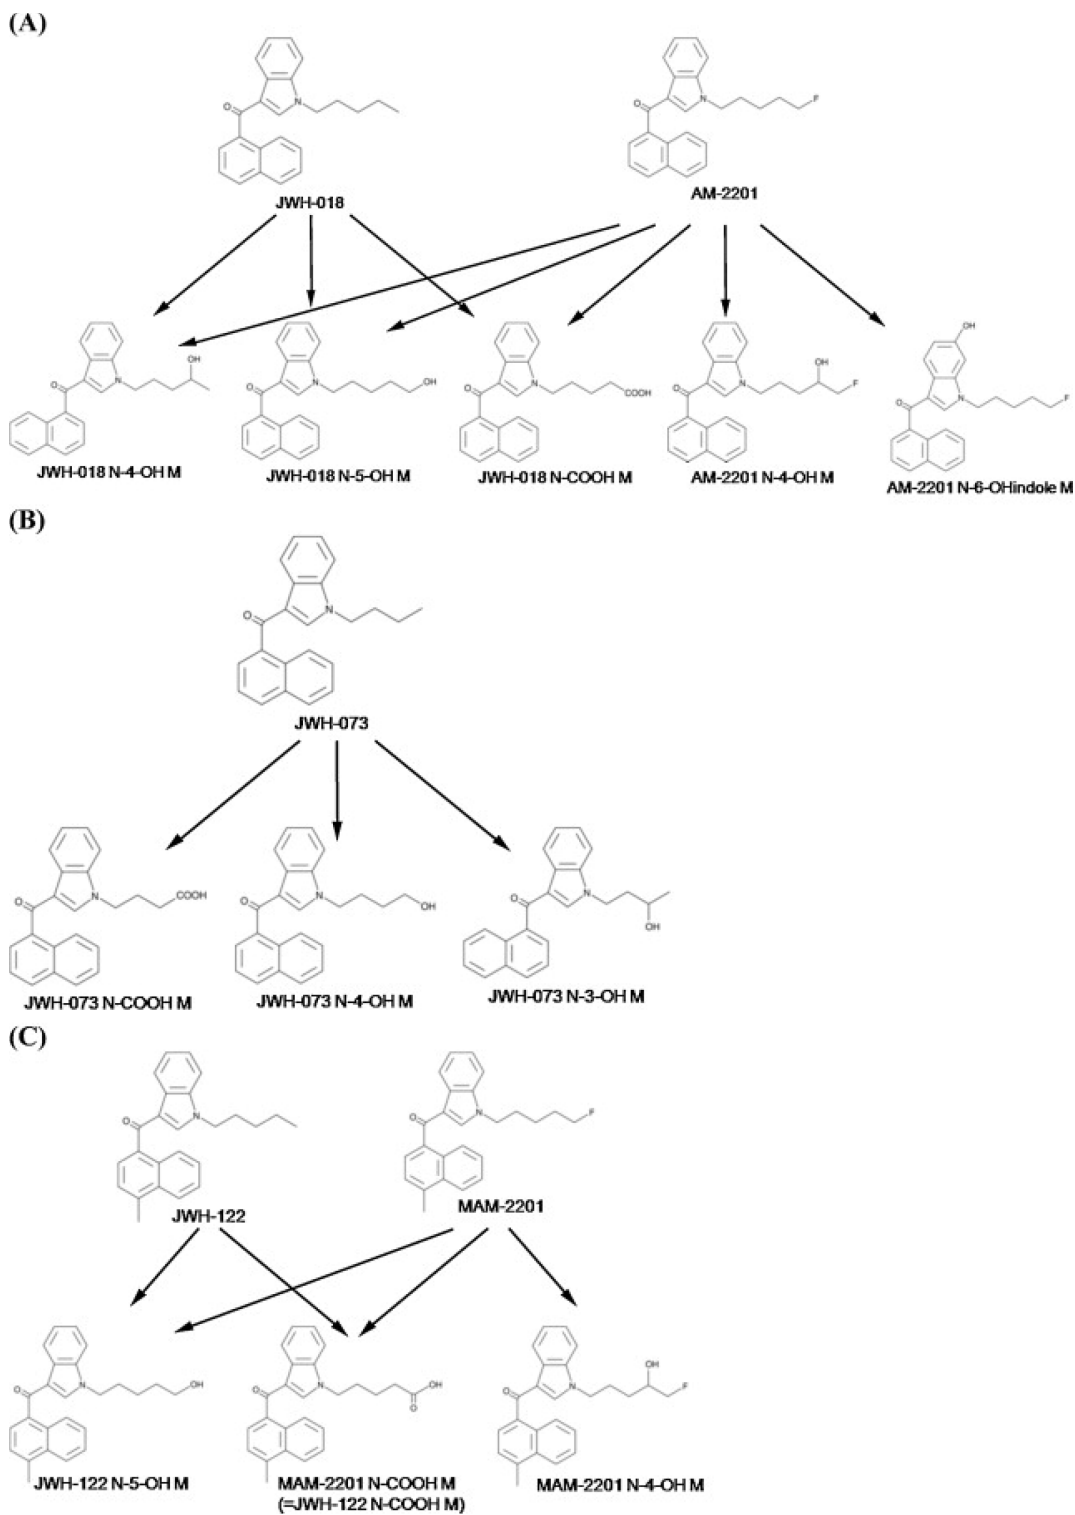 (A)
O
N
JWH-018
O
N
F
AM-2201
O
N
OH
JWH-018 N-4-OH M
O
N
OH
JWH-018 N-5-OH M
O
N
COOH
JWH-018 N-COOH M
O
N
OH
F
AM-2201 N-4-OH M
OH
O
N
F
AM-2201 N-6-OHindole M
(B)
O
N
JWH-073
O
N
COOH
JWH-073 N-COOH M
O
N
OH
JWH-073 N-4-OH M
O
N
OH
JWH-073 N-3-OH M
(C)
O
N
JWH-122
O
N
F
MAM-2201
O
N
OH
JWH-122 N-5-OH M
O
N
OH
O
MAM-2201 N-COOH M
(=JWH-122 N-COOH M)
O
N
OH
F
MAM-2201 N-4-OH M